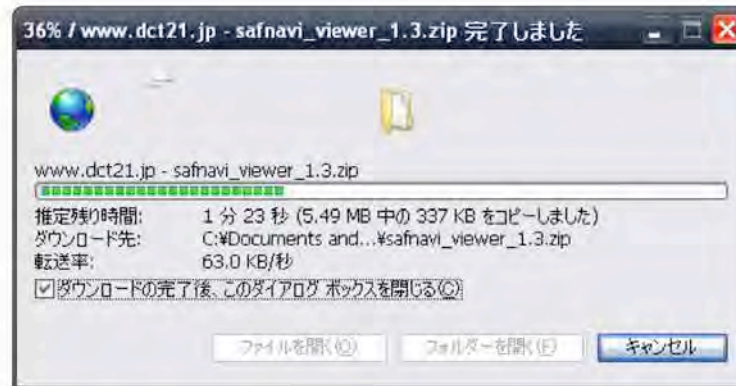 36% / www.dct21.jp - safnavi_viewer_1.3.zip 完了しました
www.dct21.jp - safnavi_viewer_1.3.zip
推定残り時間: 1 分 23 秒 (5.49 MB 中の 337 KB をコピーしました)
ダウンロード先: C:¥Documents and...¥safnavi_viewer_1.3.zip
転送率: 63.0 KB/秒
ダウンロードの完了後、このダイアログ ボックスを閉じる(C)
ファイルを開く(O) フォルダーを開く(F) キャンセル